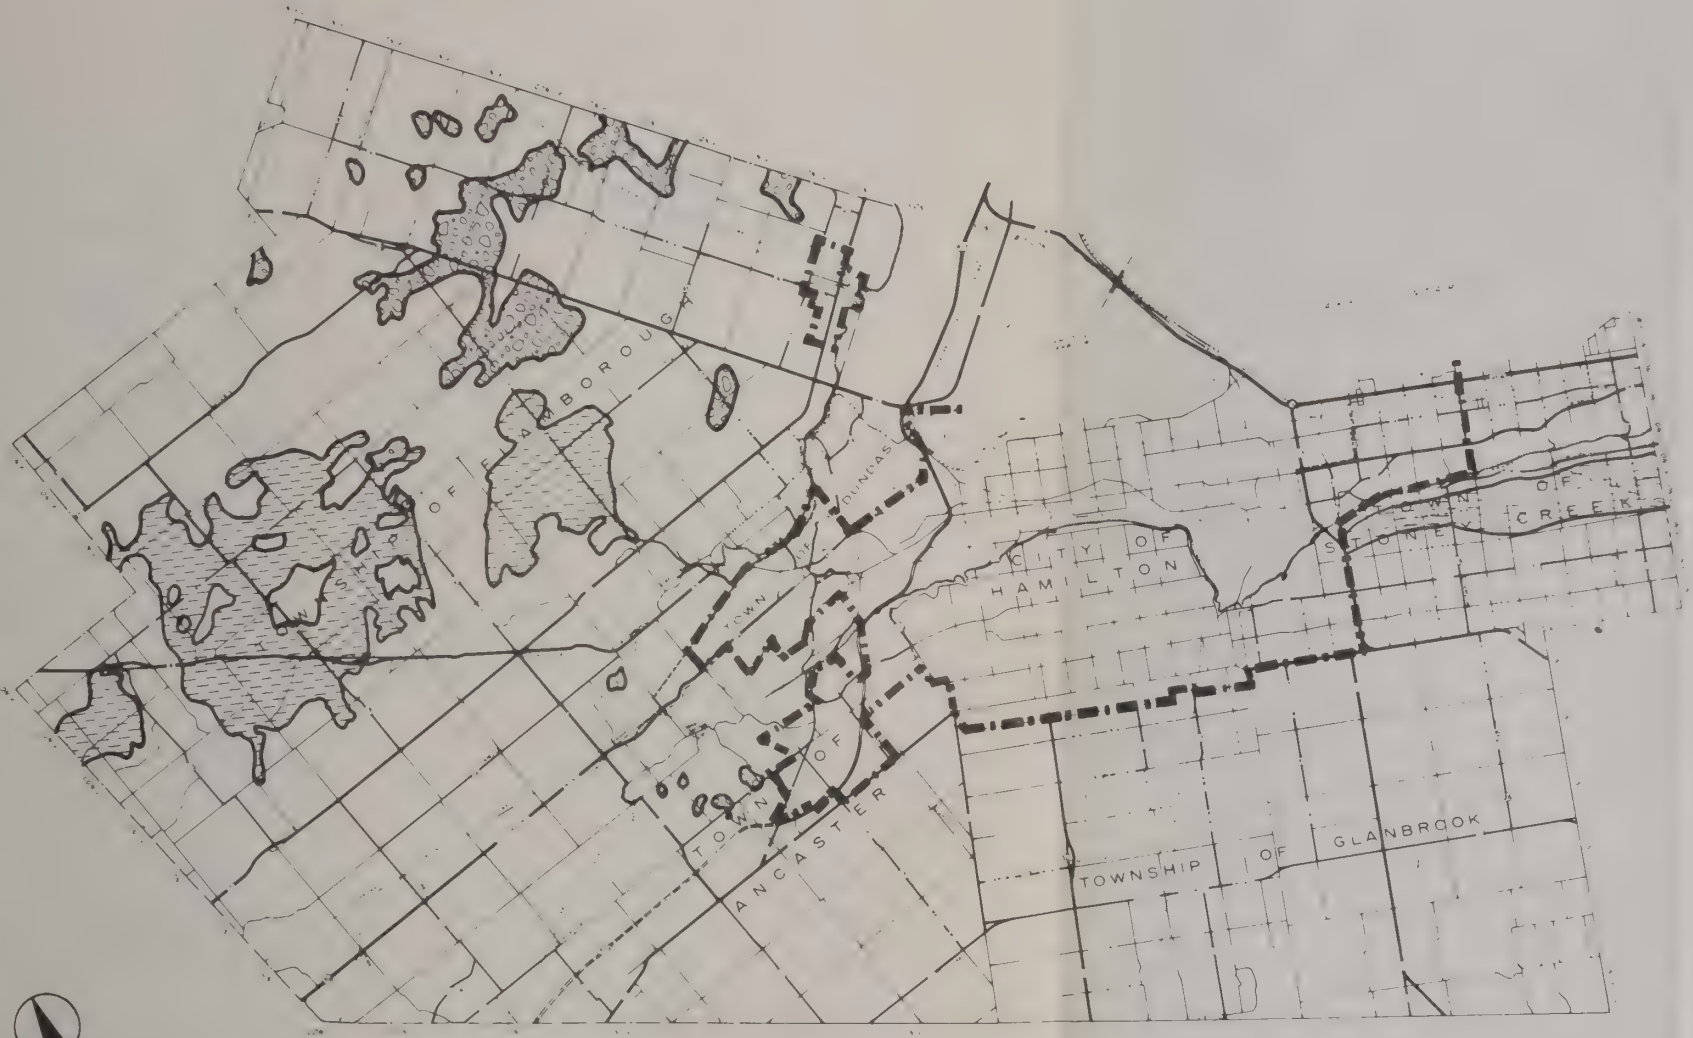 TOWNSHIP OF FLAMBOROUGH
TOWN OF DUNDAS
CITY OF
HAMILTON
TOWN OF
STONEY CREEK
TOWN OF
ANCASTER
TOWNSHIP OF GLANBROOK